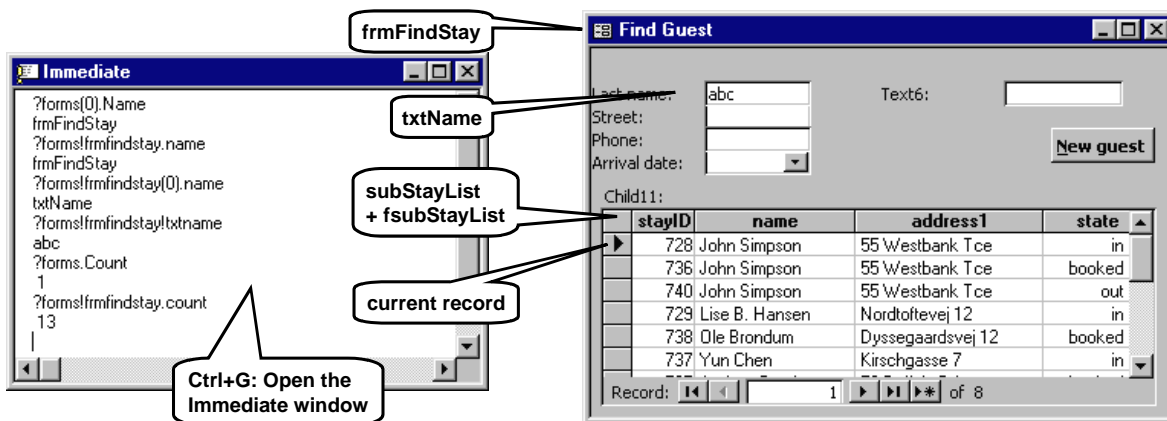 frmFindStay
Immediate
?forms(0).Name
frmFindStay
?forms!frmfindstay.name
frmFindStay
?forms!frmfindstay(0).name
txtName
?forms!frmfindstay!txtname
abc
?forms.Count
1
?forms!frmfindstay.count
13
Ctrl+G: Open the
Immediate window
txtName
subStayList
+ fsubStayList
current record
Find Guest
Last name: abc Text6:
Street:
Phone:
New guest
Arrival date:
Child11:
stayID name address1 state
728 John Simpson 55 Westbank Tce in
736 John Simpson 55 Westbank Tce booked
740 John Simpson 55 Westbank Tce out
729 Lise B. Hansen Nordtoftevej 12 in
738 Ole Brondum Dyssegaardsvej 12 booked
737 Yun Chen Kirschgasse 7 in
Record: 1 of 8